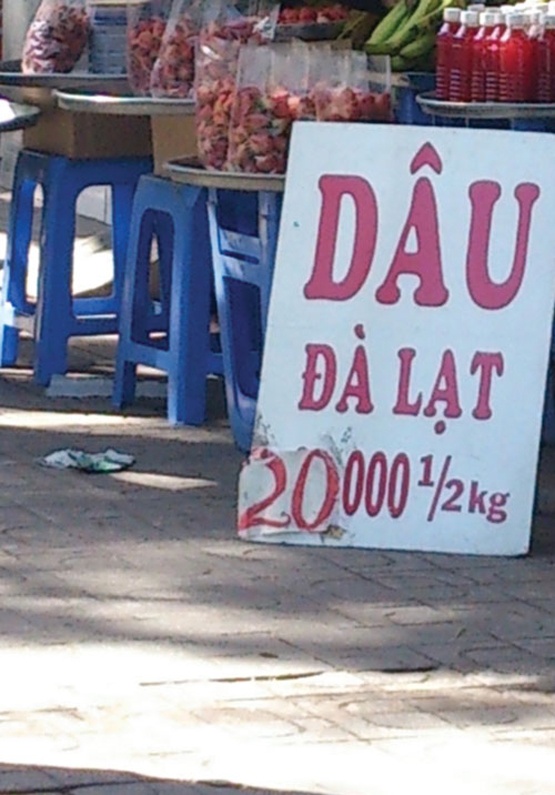 DÂU
ĐÀ LẠT
20000 1/2kg